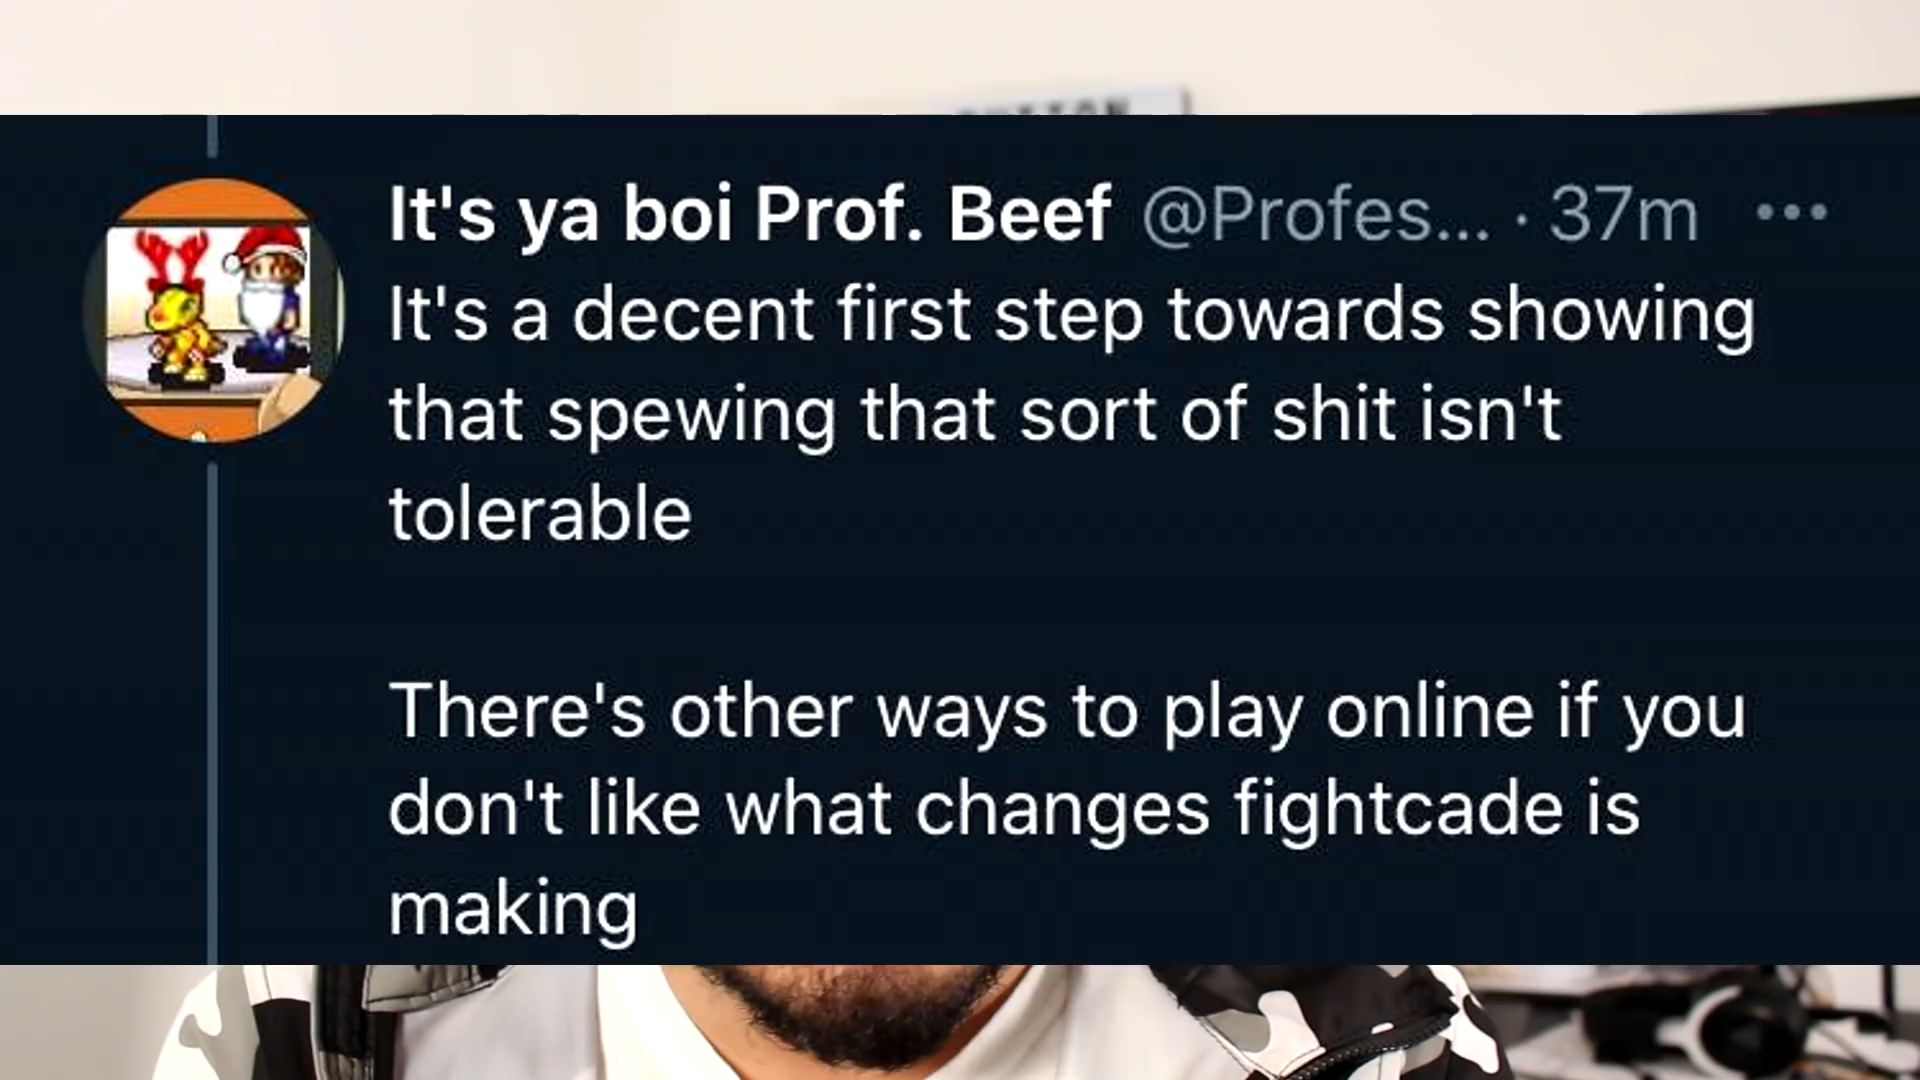 It's ya boi Prof. Beef @Profes... · 37m
It's a decent first step towards showing
that spewing that sort of shit isn't
tolerable
There's other ways to play online if you
don't like what changes fightcade is
making